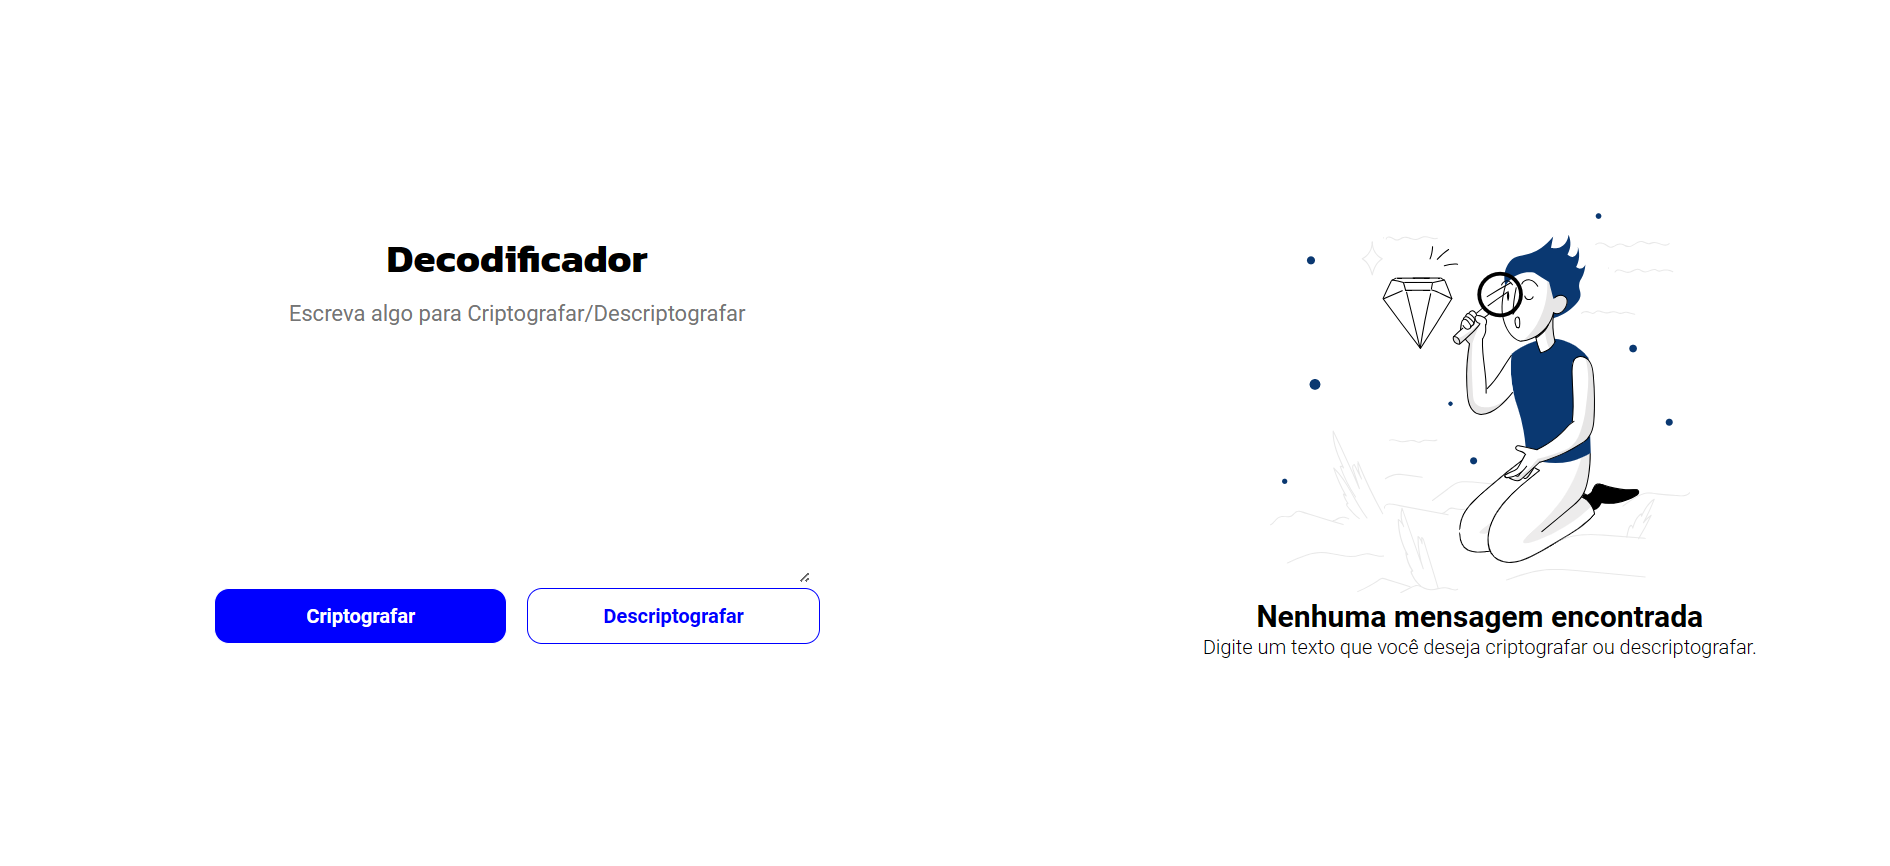 Decodificador
Escreva algo para Criptografar/Descriptografar
Criptografar
Descriptografar
Nenhuma mensagem encontrada
Digite um texto que você deseja criptografar ou descriptografar.